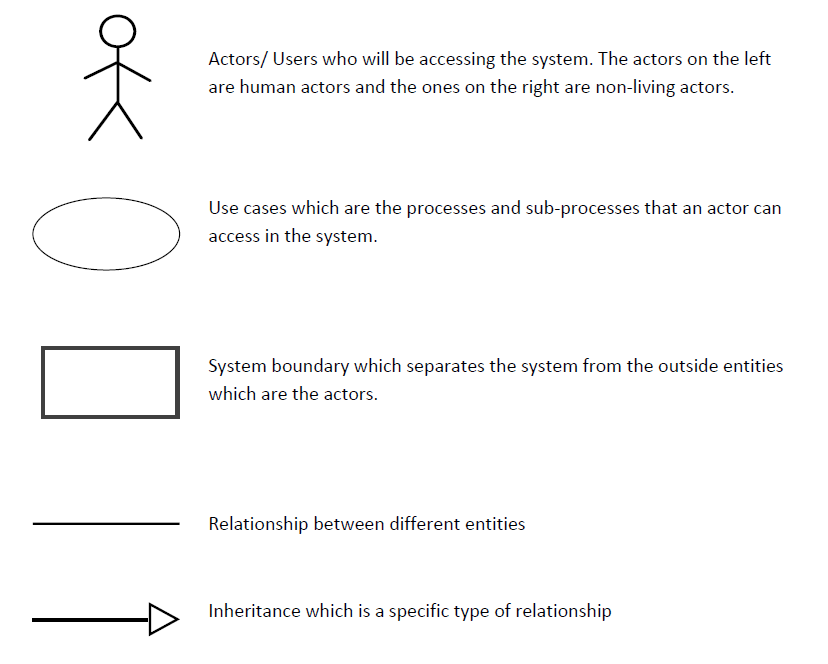 Actors/ Users who will be accessing the system. The actors on the left
are human actors and the ones on the right are non-living actors.
Use cases which are the processes and sub-processes that an actor can
access in the system.
System boundary which separates the system from the outside entities
which are the actors.
Relationship between different entities
Inheritance which is a specific type of relationship